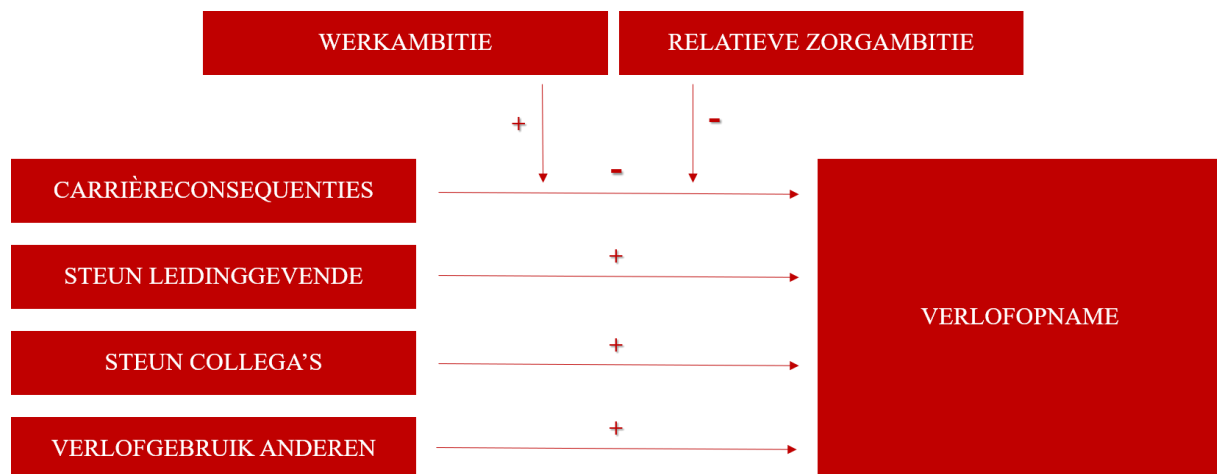 WERKAMBITIE
RELATIEVE ZORGAMBITIE
+
-
-
CARRIÈRECONSEQUENTIES
+
STEUN LEIDINGGEVENDE
VERLOFOPNAME
+
STEUN COLLEGA’S
+
VERLOFGEBRUIK ANDEREN